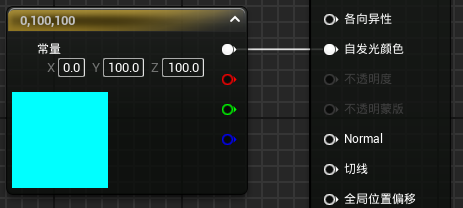 0,100,100
常量
X 0.0 Y 100.0 Z 100.0
各向异性
自发光颜色
不透明度
不透明蒙版
Normal
切线
全局位置偏移